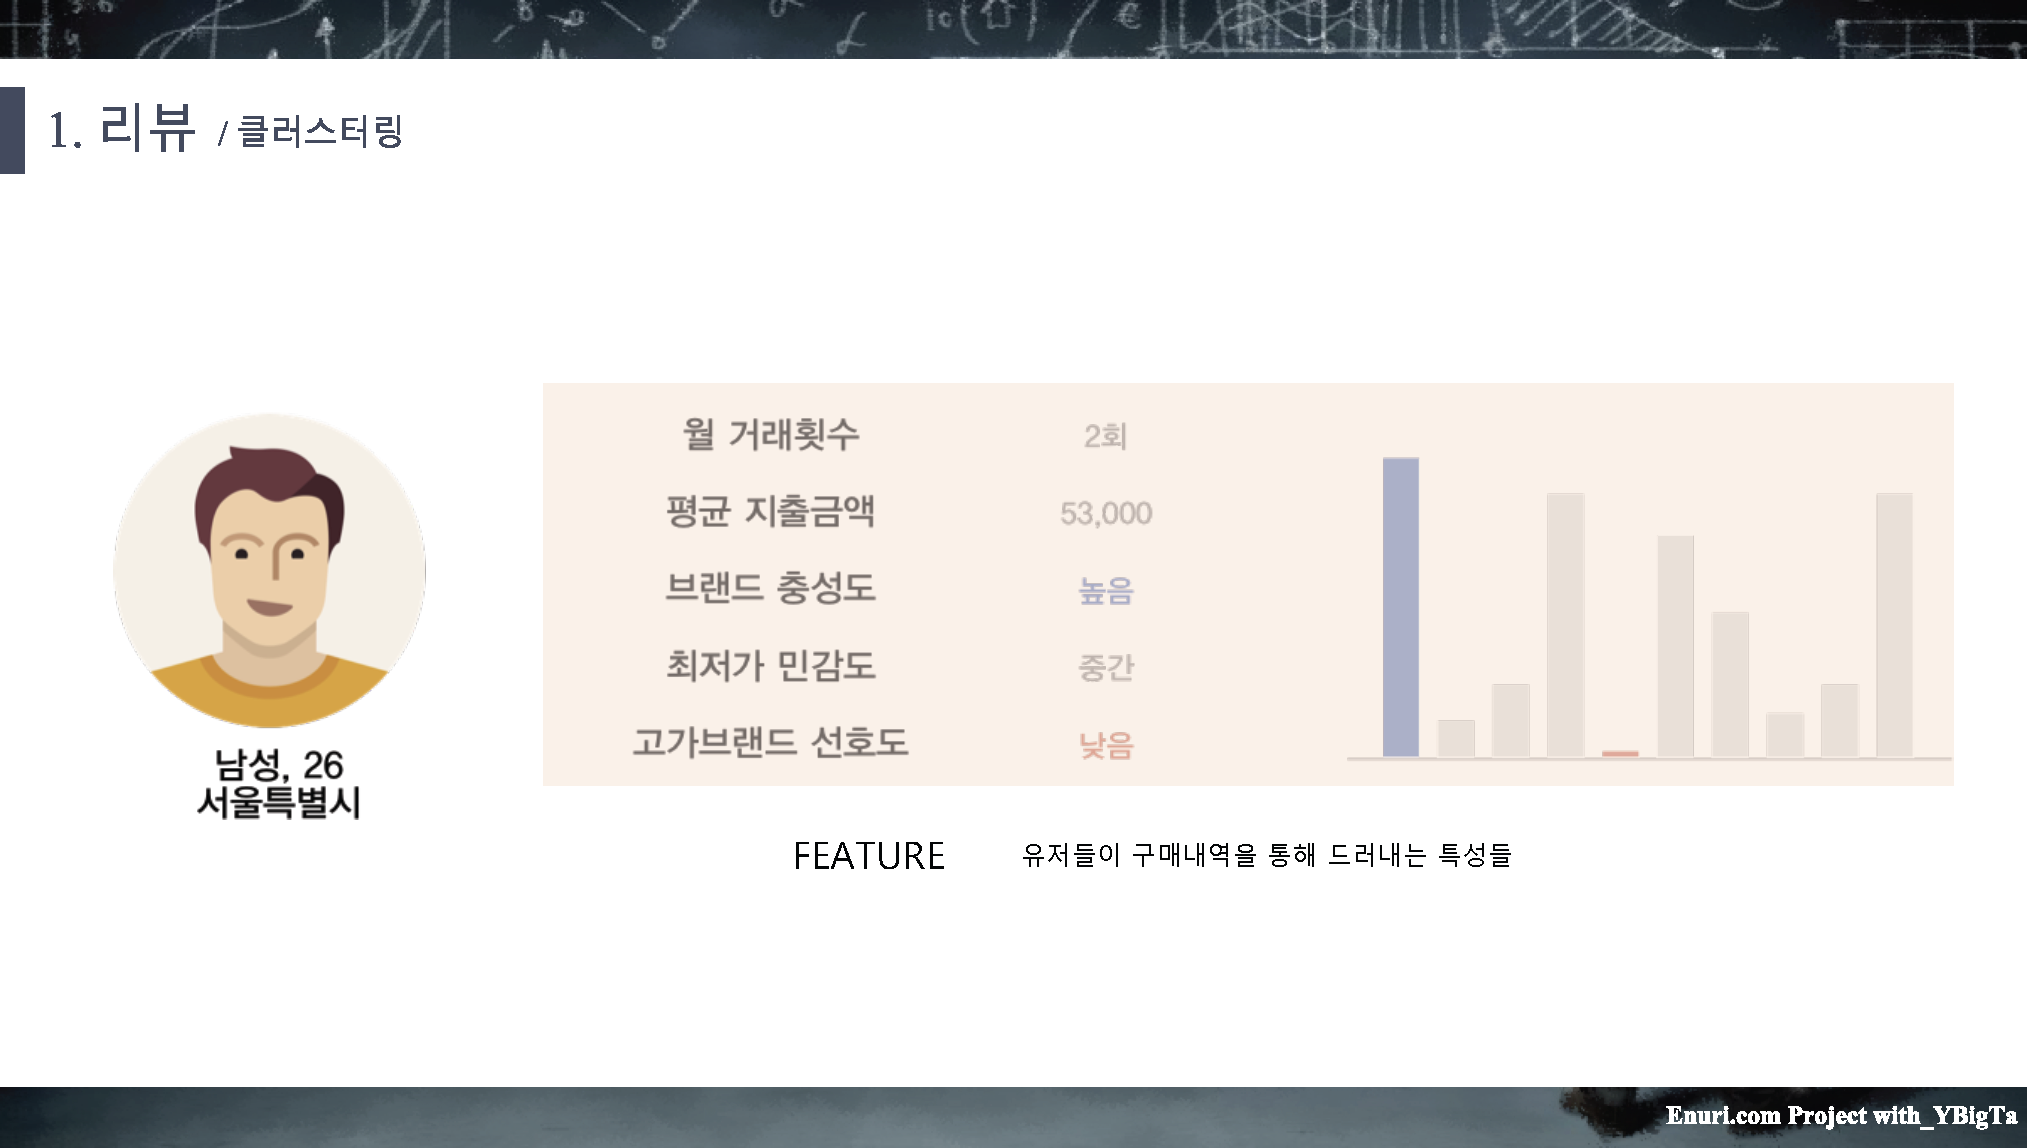 1. 리뷰 / 클러스터링
월 거래횟수 2회
평균 지출금액 53,000
브랜드 충성도 높음
최저가 민감도 중간
고가브랜드 선호도 낮음
남성, 26
서울특별시
FEATURE 유저들이 구매내역을 통해 드러내는 특성들
Enuri.com Project with_YBigTa